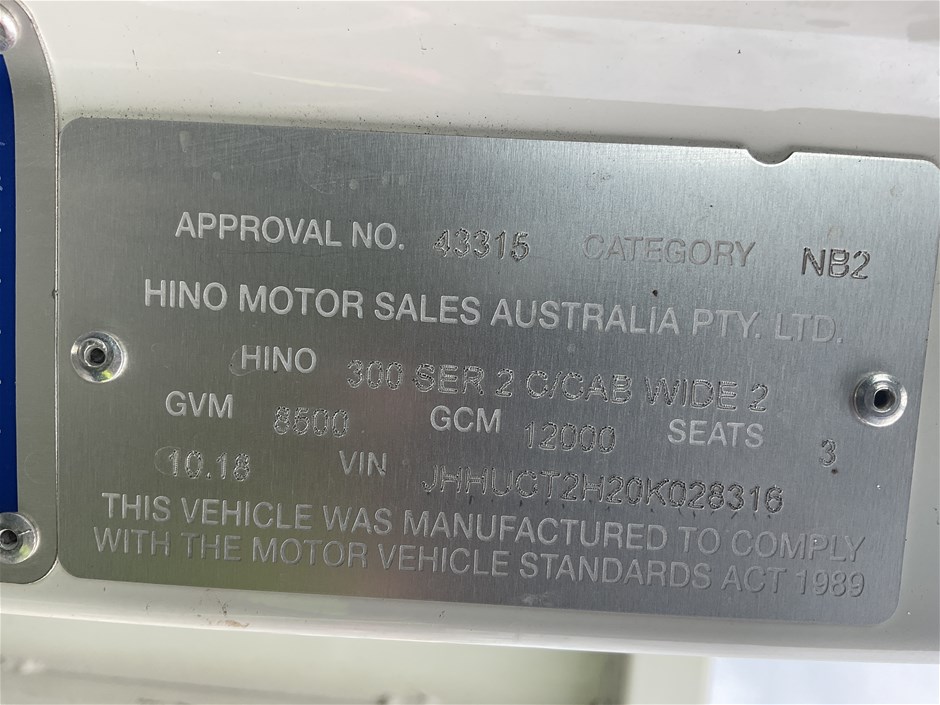 APPROVAL NO. 43315 CATEGORY NB2
HINO MOTOR SALES AUSTRALIA PTY. LTD.
HINO 300 SER 2 C/CAB WIDE 2
GVM 8500 GCM 12000 SEATS 3
10.18 VIN JHHUCT2H20K028316
THIS VEHICLE WAS MANUFACTURED TO COMPLY
WITH THE MOTOR VEHICLE STANDARDS ACT 1989